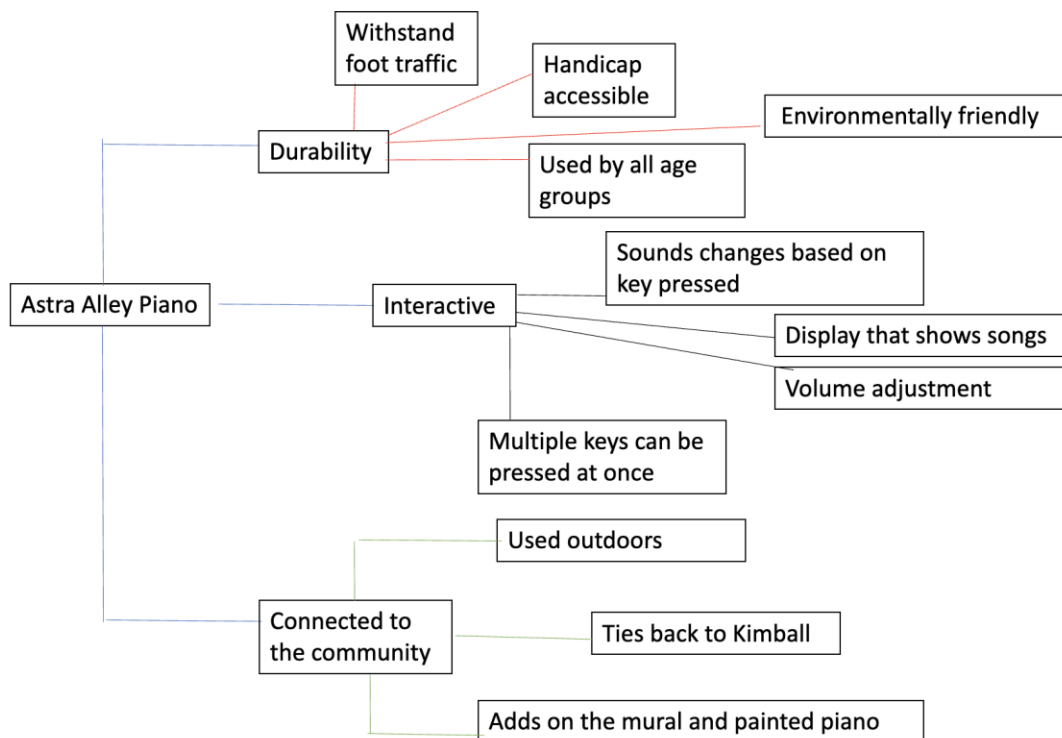 Withstand
foot traffic
Handicap
accessible
Environmentally friendly
Durability
Used by all age
groups
Sounds changes based on
key pressed
Astra Alley Piano
Interactive
Display that shows songs
Volume adjustment
Multiple keys can be
pressed at once
Used outdoors
Connected to
the community
Ties back to Kimball
Adds on the mural and painted piano